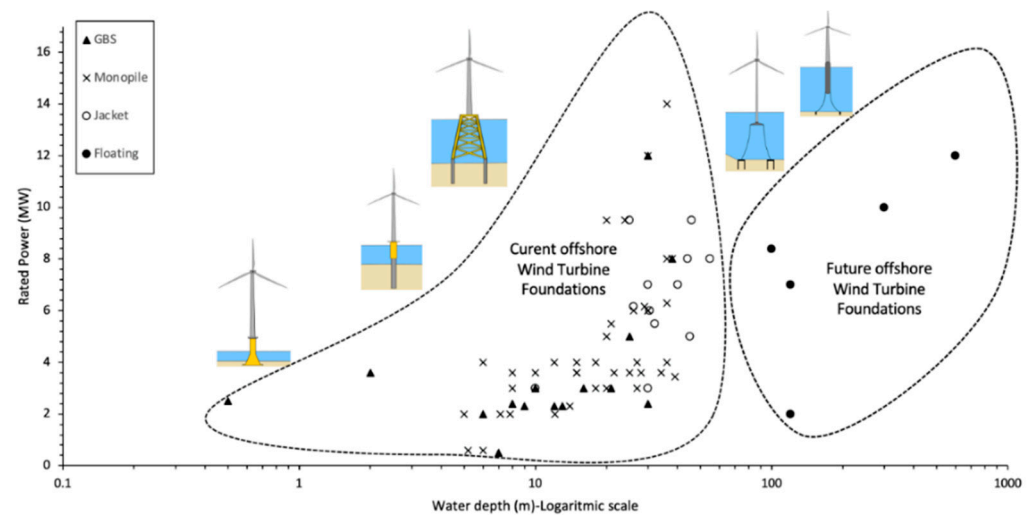 GBS
Monopile
Jacket
Floating
16
14
12
10
8
6
4
2
0
Rated Power (MW)
Curent offshore
Wind Turbine
Foundations
Future offshore
Wind Turbine
Foundations
0.1
1
10
100
1000
Water depth (m)-Logaritmic scale